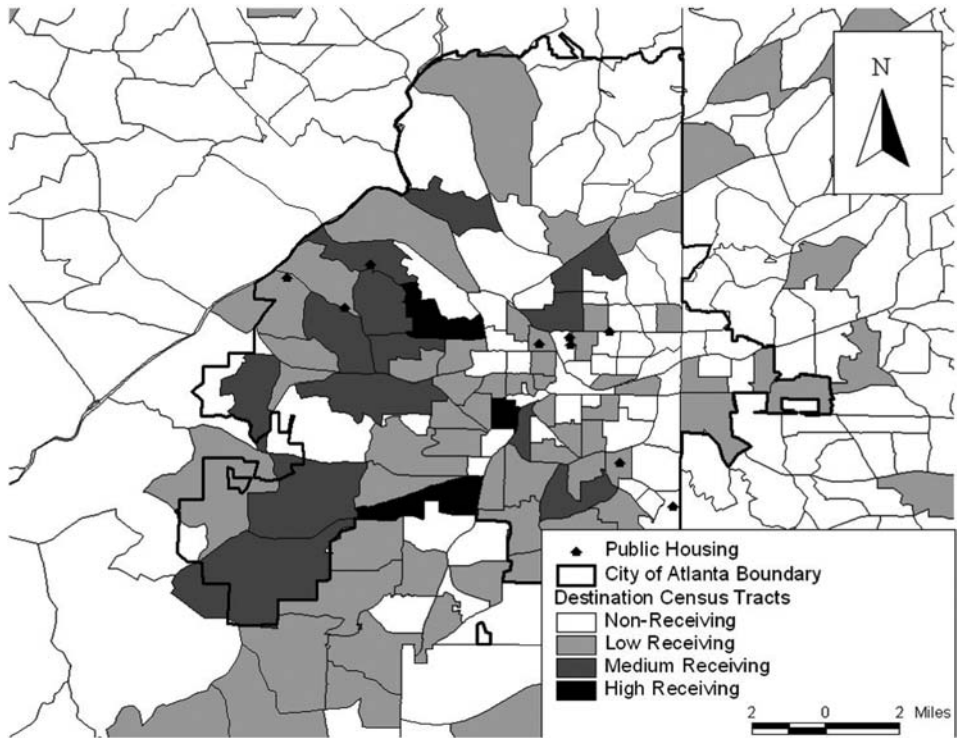 N
Public Housing
City of Atlanta Boundary
Destination Census Tracts
Non-Receiving
Low Receiving
Medium Receiving
High Receiving
2 0 2 Miles